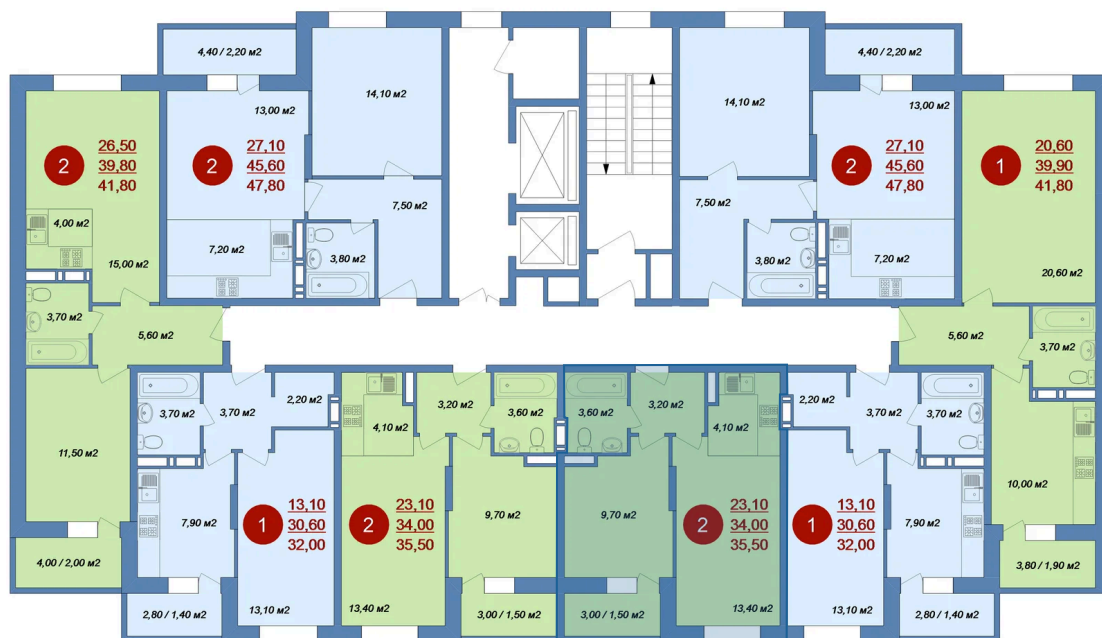 4,40 / 2,20 м2
4,40 / 2,20 м2
14,10 м2
14,10 м2
13,00 м2
13,00 м2
2
26,50
39,80
41,80
2
27,10
45,60
47,80
2
27,10
45,60
47,80
1
20,60
39,90
41,80
4,00 м2
7,50 м2
7,50 м2
7,20 м2
3,80 м2
3,80 м2
7,20 м2
15,00 м2
20,60 м2
3,70 м2
5,60 м2
5,60 м2
3,70 м2
3,70 м2
3,70 м2
2,20 м2
3,20 м2
3,60 м2
3,60 м2
3,20 м2
2,20 м2
3,70 м2
3,70 м2
4,10 м2
4,10 м2
11,50 м2
10,00 м2
1
13,10
30,60
32,00
2
23,10
34,00
35,50
2
23,10
34,00
35,50
1
13,10
30,60
32,00
7,90 м2
9,70 м2
9,70 м2
7,90 м2
4,00 / 2,00 м2
3,80 / 1,90 м2
2,80 / 1,40 м2
13,10 м2
13,40 м2
3,00 / 1,50 м2
3,00 / 1,50 м2
13,40 м2
13,10 м2
2,80 / 1,40 м2